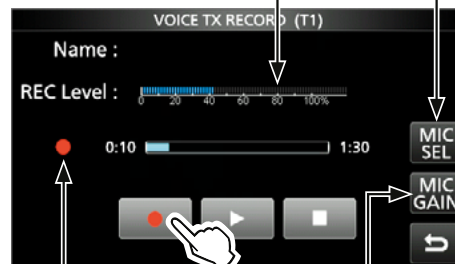 VOICE TX RECORD (T1)
Name :
REC Level :
0 20 40 60 80 100%
0:10 1:30
MIC SEL
MIC GAIN